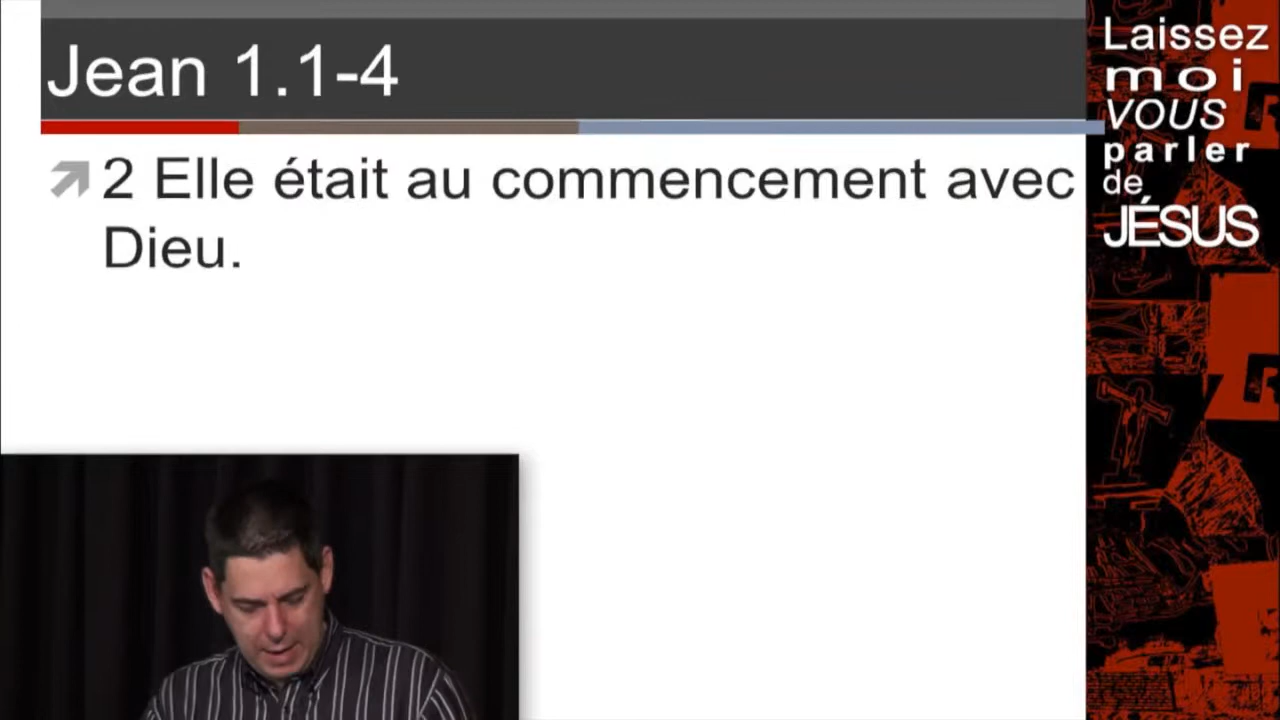 Jean 1.1-4
2 Elle était au commencement avec
Dieu.
Laissez
moi
vous
parler
de
JÉSUS